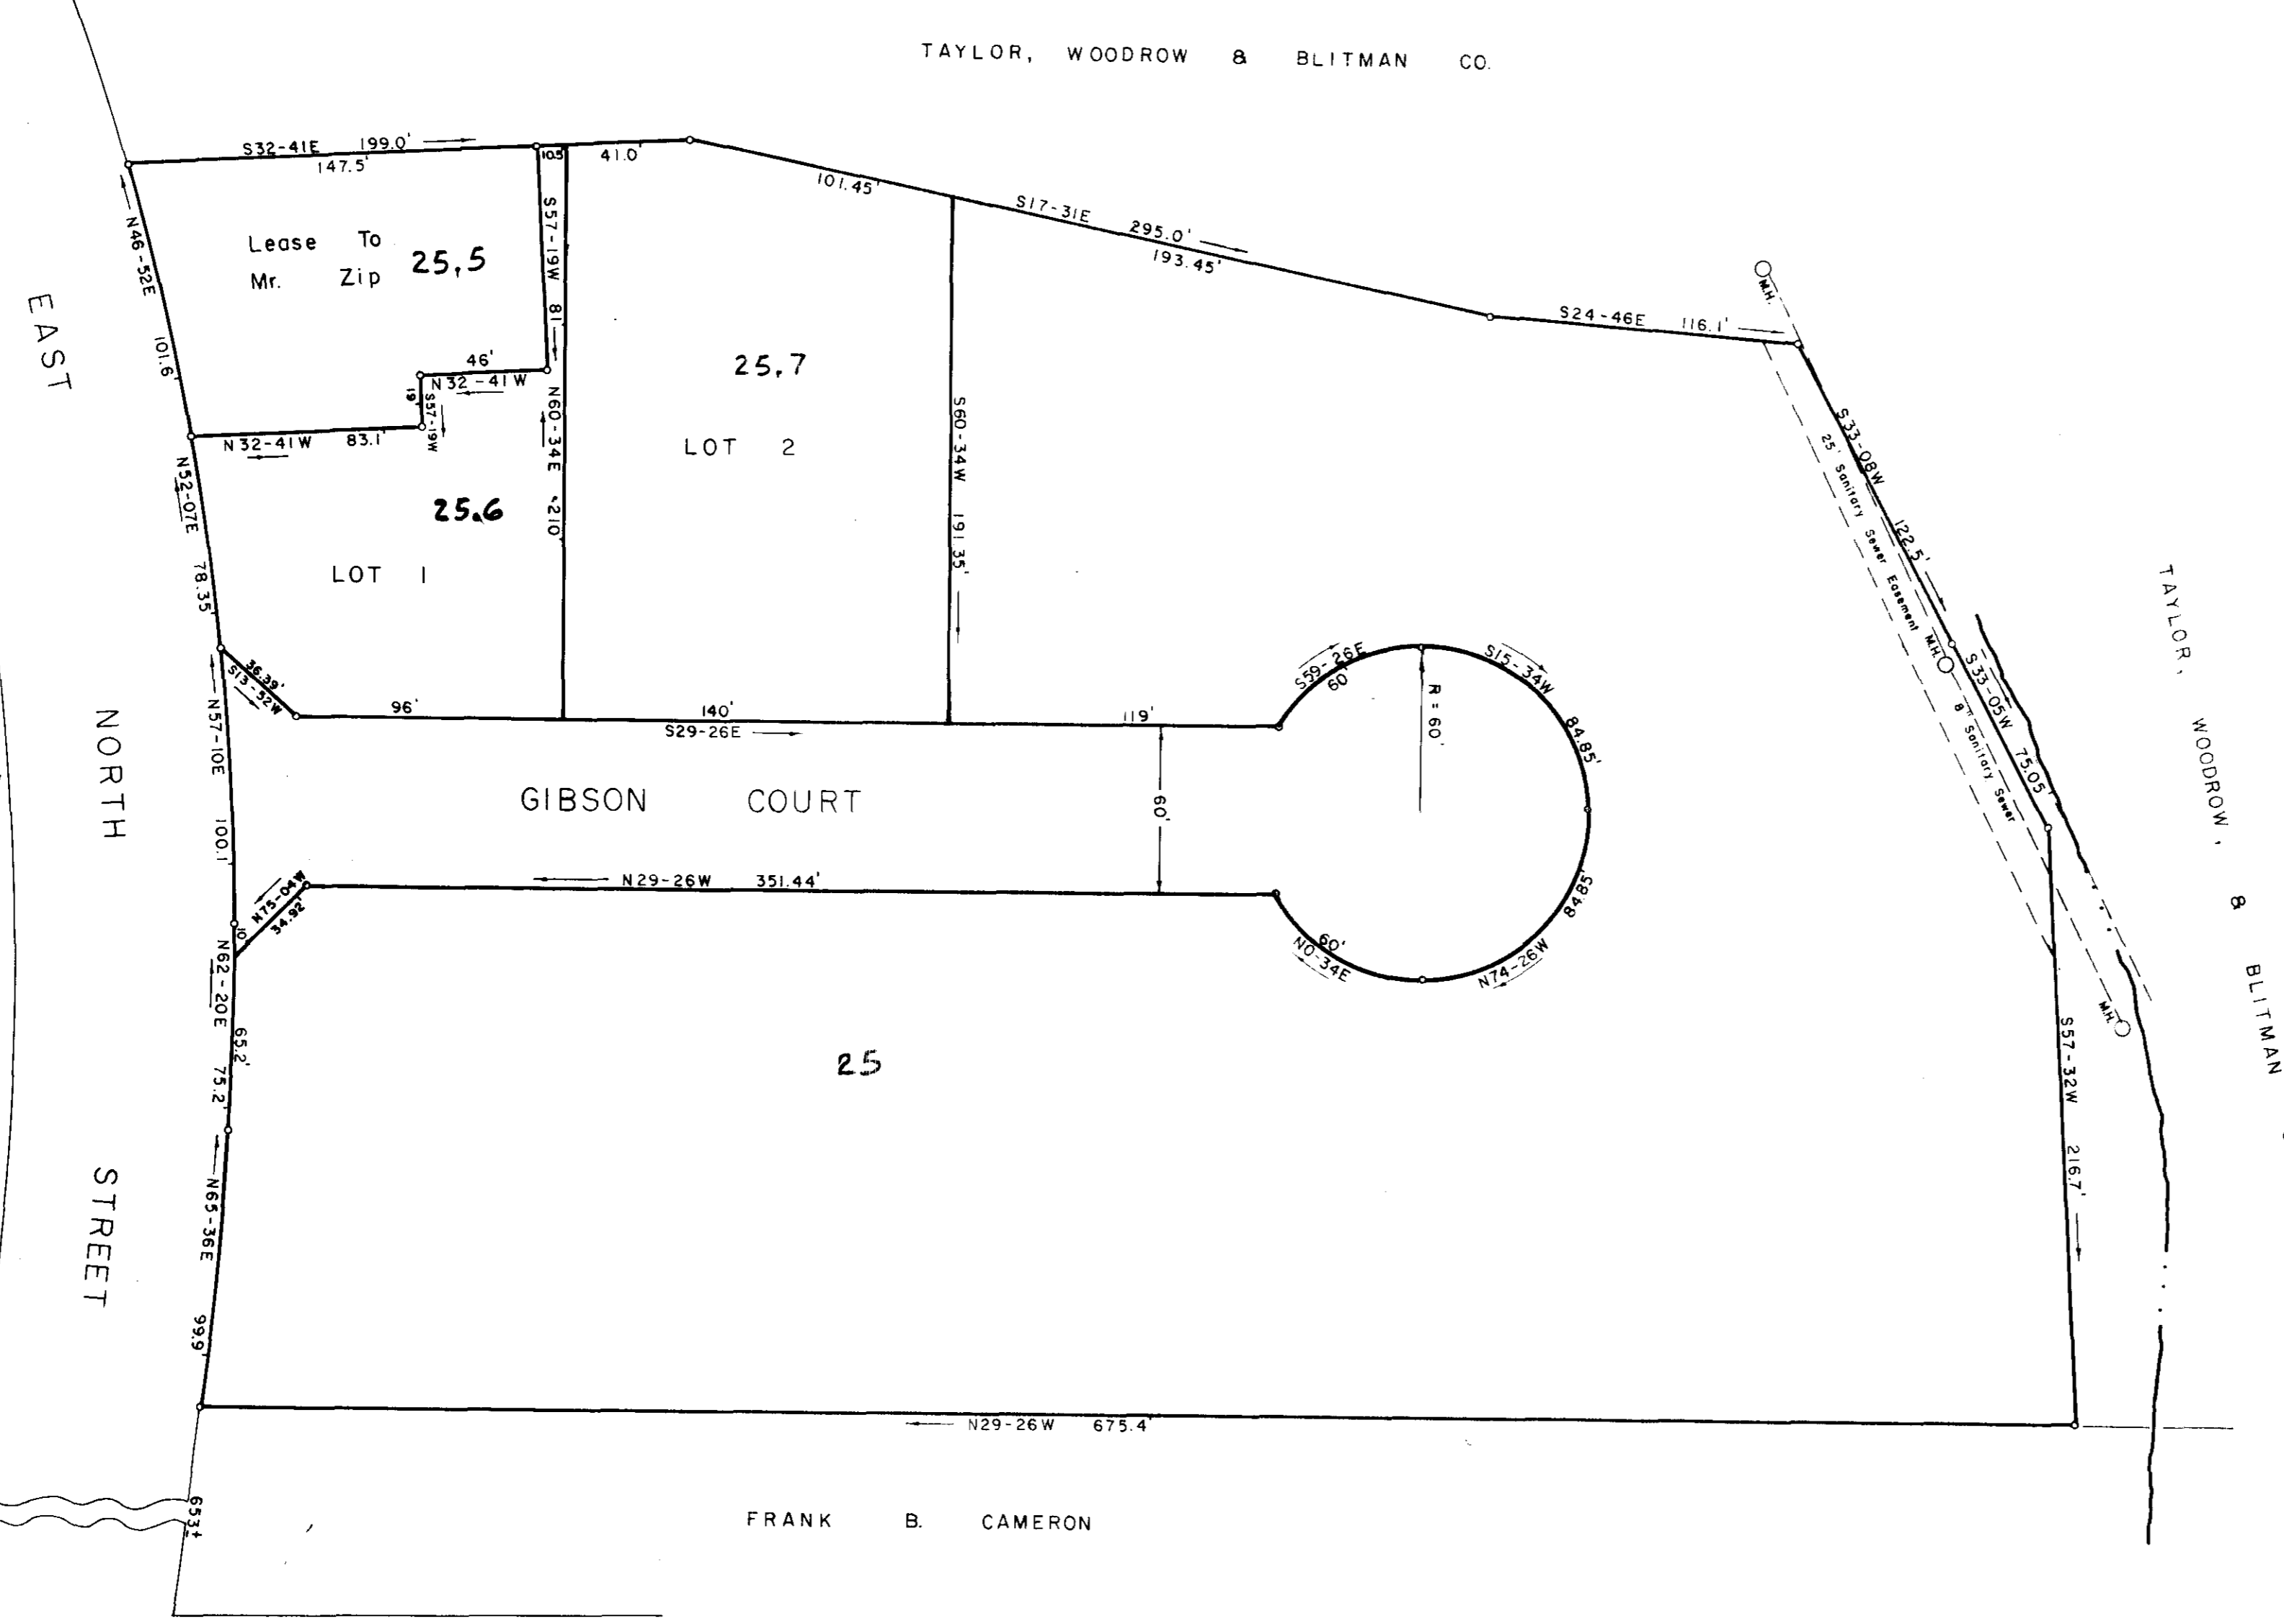 TAYLOR, WOODROW & BLITMAN CO.
S32-41E 199.0'
147.5'
10.5
41.0'
101.45'
S17-31E 295.0'
193.45'
S24-46E 116.1'
M.H.
N46-52E 101.6'
Lease To
Mr. Zip
25.5
S57-19W 81'
46'
N32-41W
19'
S57-19W
N32-41W 83.1'
N60-34E 210'
25.7
LOT 2
S60-34W 191.35'
S33-08W 122.5'
25' Sanitary Sewer Easement
M.H.
S33-05W 75.05'
8" Sanitary Sewer
M.H.
TAYLOR, WOODROW, & BLITMAN
EAST NORTH STREET
N52-07E 78.35'
25.6
LOT 1
36.39'
S13-52W
96'
140'
S29-26E
119'
S59-26E
60'
S15-34W
84.85'
R=60'
N57-10E 100.1'
GIBSON COURT
60'
N75-04W
34.92'
N29-26W 351.44'
60'
N0-34E
N74-26W
84.85'
10'
N62-20E 75.2'
65.2'
25
S57-32W 216.7'
N65-36E 99.9'
N29-26W 675.4'
653±
FRANK B. CAMERON